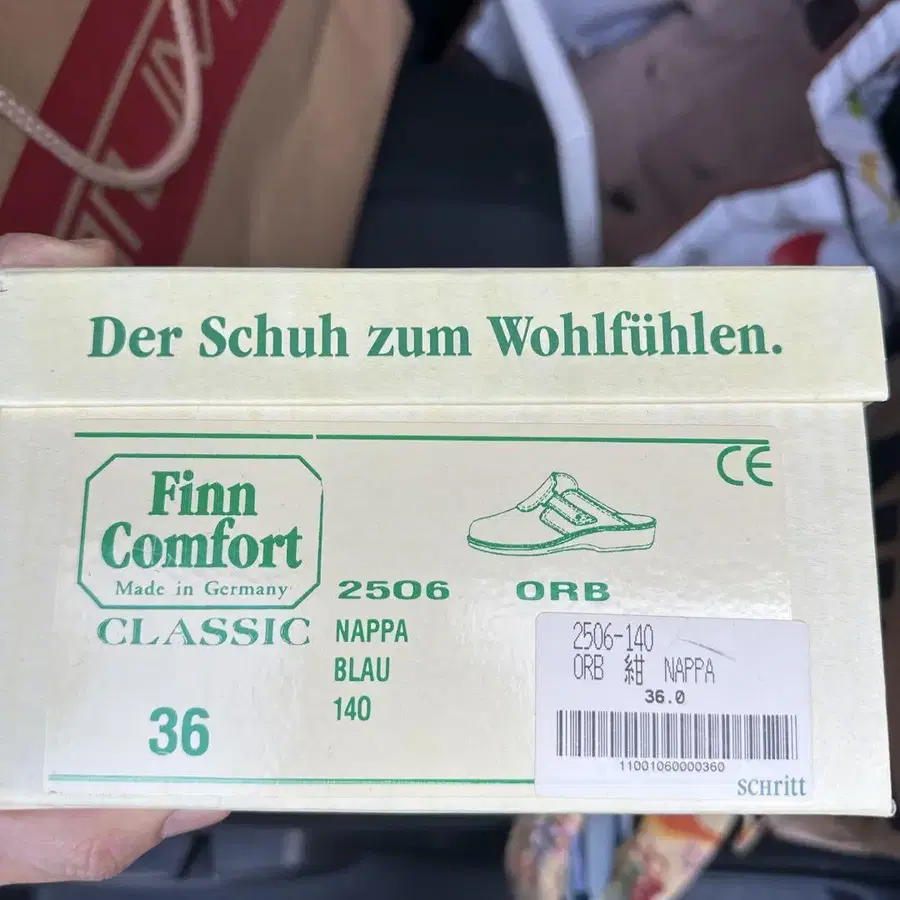 Der Schuh zum Wohlfühlen.
CE
Finn
Comfort
Made in Germany
CLASSIC
36
2506 ORB
NAPPA
BLAU
140
2506-140
ORB 紺 NAPPA
36.0
11001060000360
SCHritt